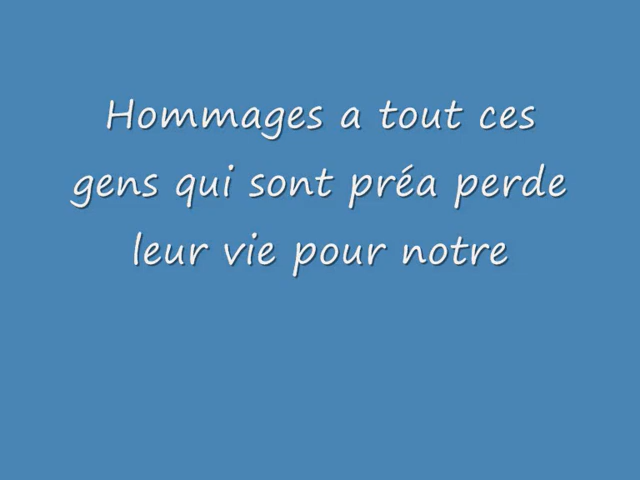 Hommages a tout ces
gens qui sont préa perde
leur vie pour notre